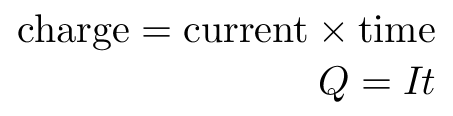 charge = current × time
Q = It